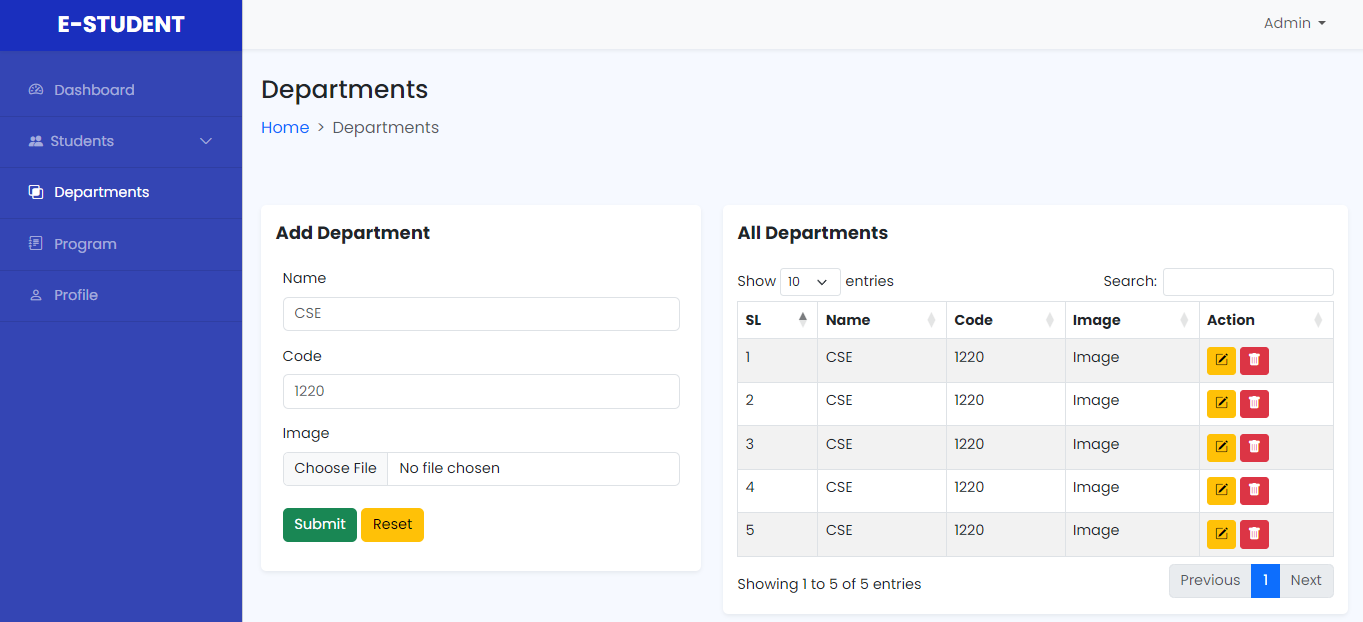 E-STUDENT
Admin
Dashboard
Students
Departments
Program
Profile
Departments
Home > Departments
Add Department
Name
CSE
Code
1220
Image
Choose File No file chosen
Submit Reset
All Departments
Show 10 entries Search:
SL Name Code Image Action
1 CSE 1220 Image
2 CSE 1220 Image
3 CSE 1220 Image
4 CSE 1220 Image
5 CSE 1220 Image
Showing 1 to 5 of 5 entries
Previous 1 Next